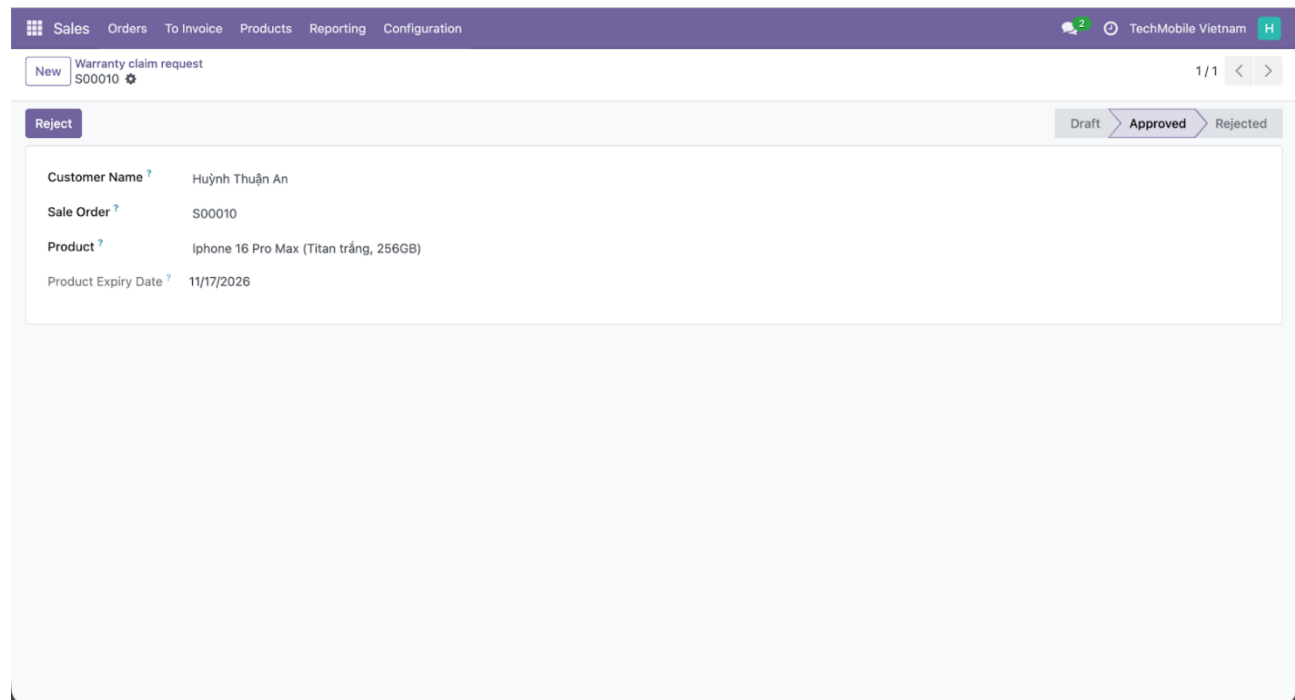 Sales Orders To Invoice Products Reporting Configuration 2 TechMobile Vietnam H
New Warranty claim request
S00010
1 / 1
Reject Draft Approved Rejected
Customer Name ? Huỳnh Thuận An
Sale Order ? S00010
Product ? Iphone 16 Pro Max (Titan trắng, 256GB)
Product Expiry Date ? 11/17/2026